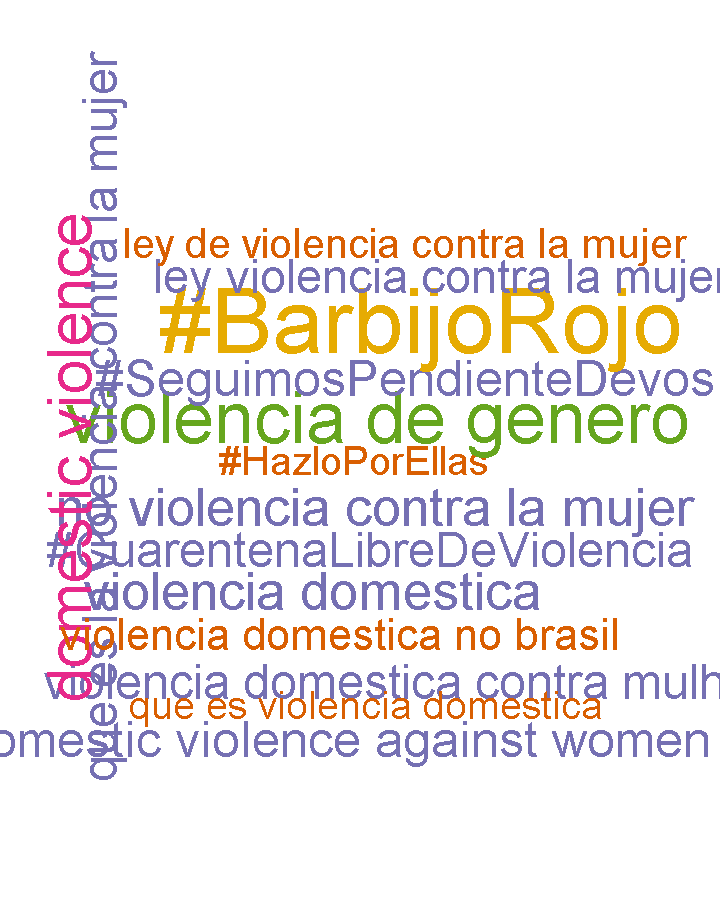 que es la violencia contra la mujer
domestic violence
ley de violencia contra la mujer
ley violencia contra la mujer
#BarbijoRojo
#SeguimosPendienteDevos
violencia de genero
#HazloPorEllas
no violencia contra la mujer
#CuarentenaLibreDeViolencia
violencia domestica
violencia domestica no brasil
violencia domestica contra mulh
que es violencia domestica
omestic violence against women